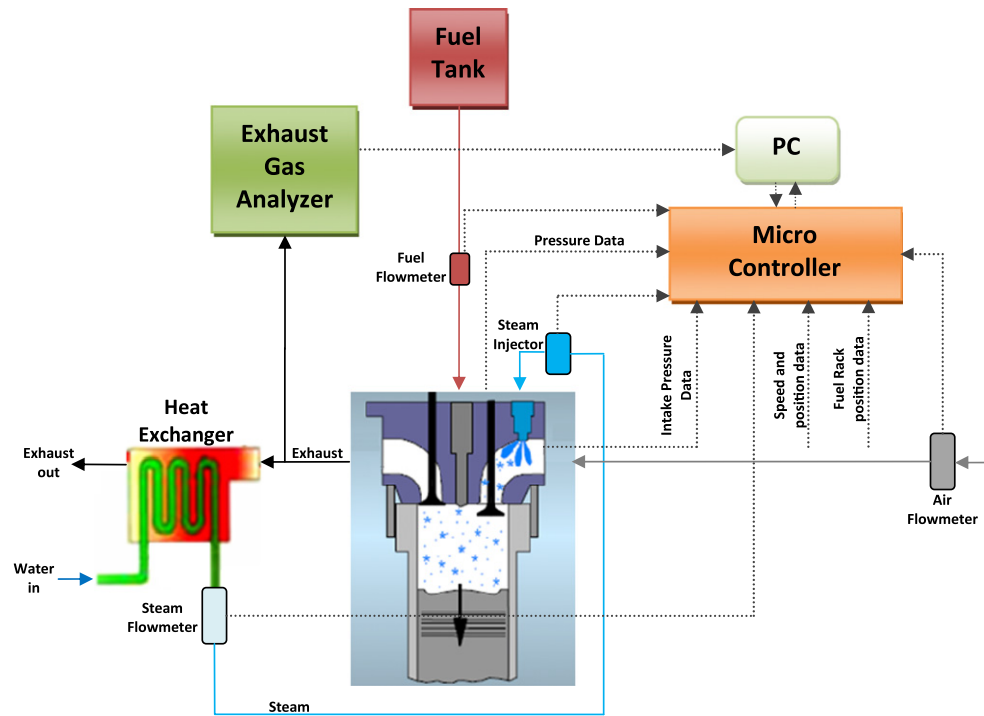 Fuel
Tank
Exhaust
Gas
Analyzer
PC
Micro
Controller
Pressure Data
Fuel
Flowmeter
Steam
Injector
Intake Pressure
Data
Speed and
position data
Fuel Rack
position data
Heat
Exchanger
Exhaust
out
Exhaust
Air
Flowmeter
Water
in
Steam
Flowmeter
Steam